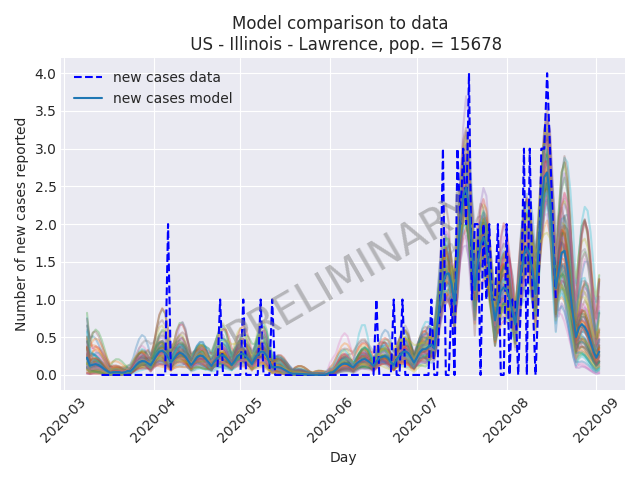 Model comparison to data
US - Illinois - Lawrence, pop. = 15678
new cases data
new cases model
Number of new cases reported
4.0
3.5
3.0
2.5
2.0
1.5
1.0
0.5
0.0
PRELIMINARY
2020-03
2020-04
2020-05
2020-06
2020-07
2020-08
2020-09
Day